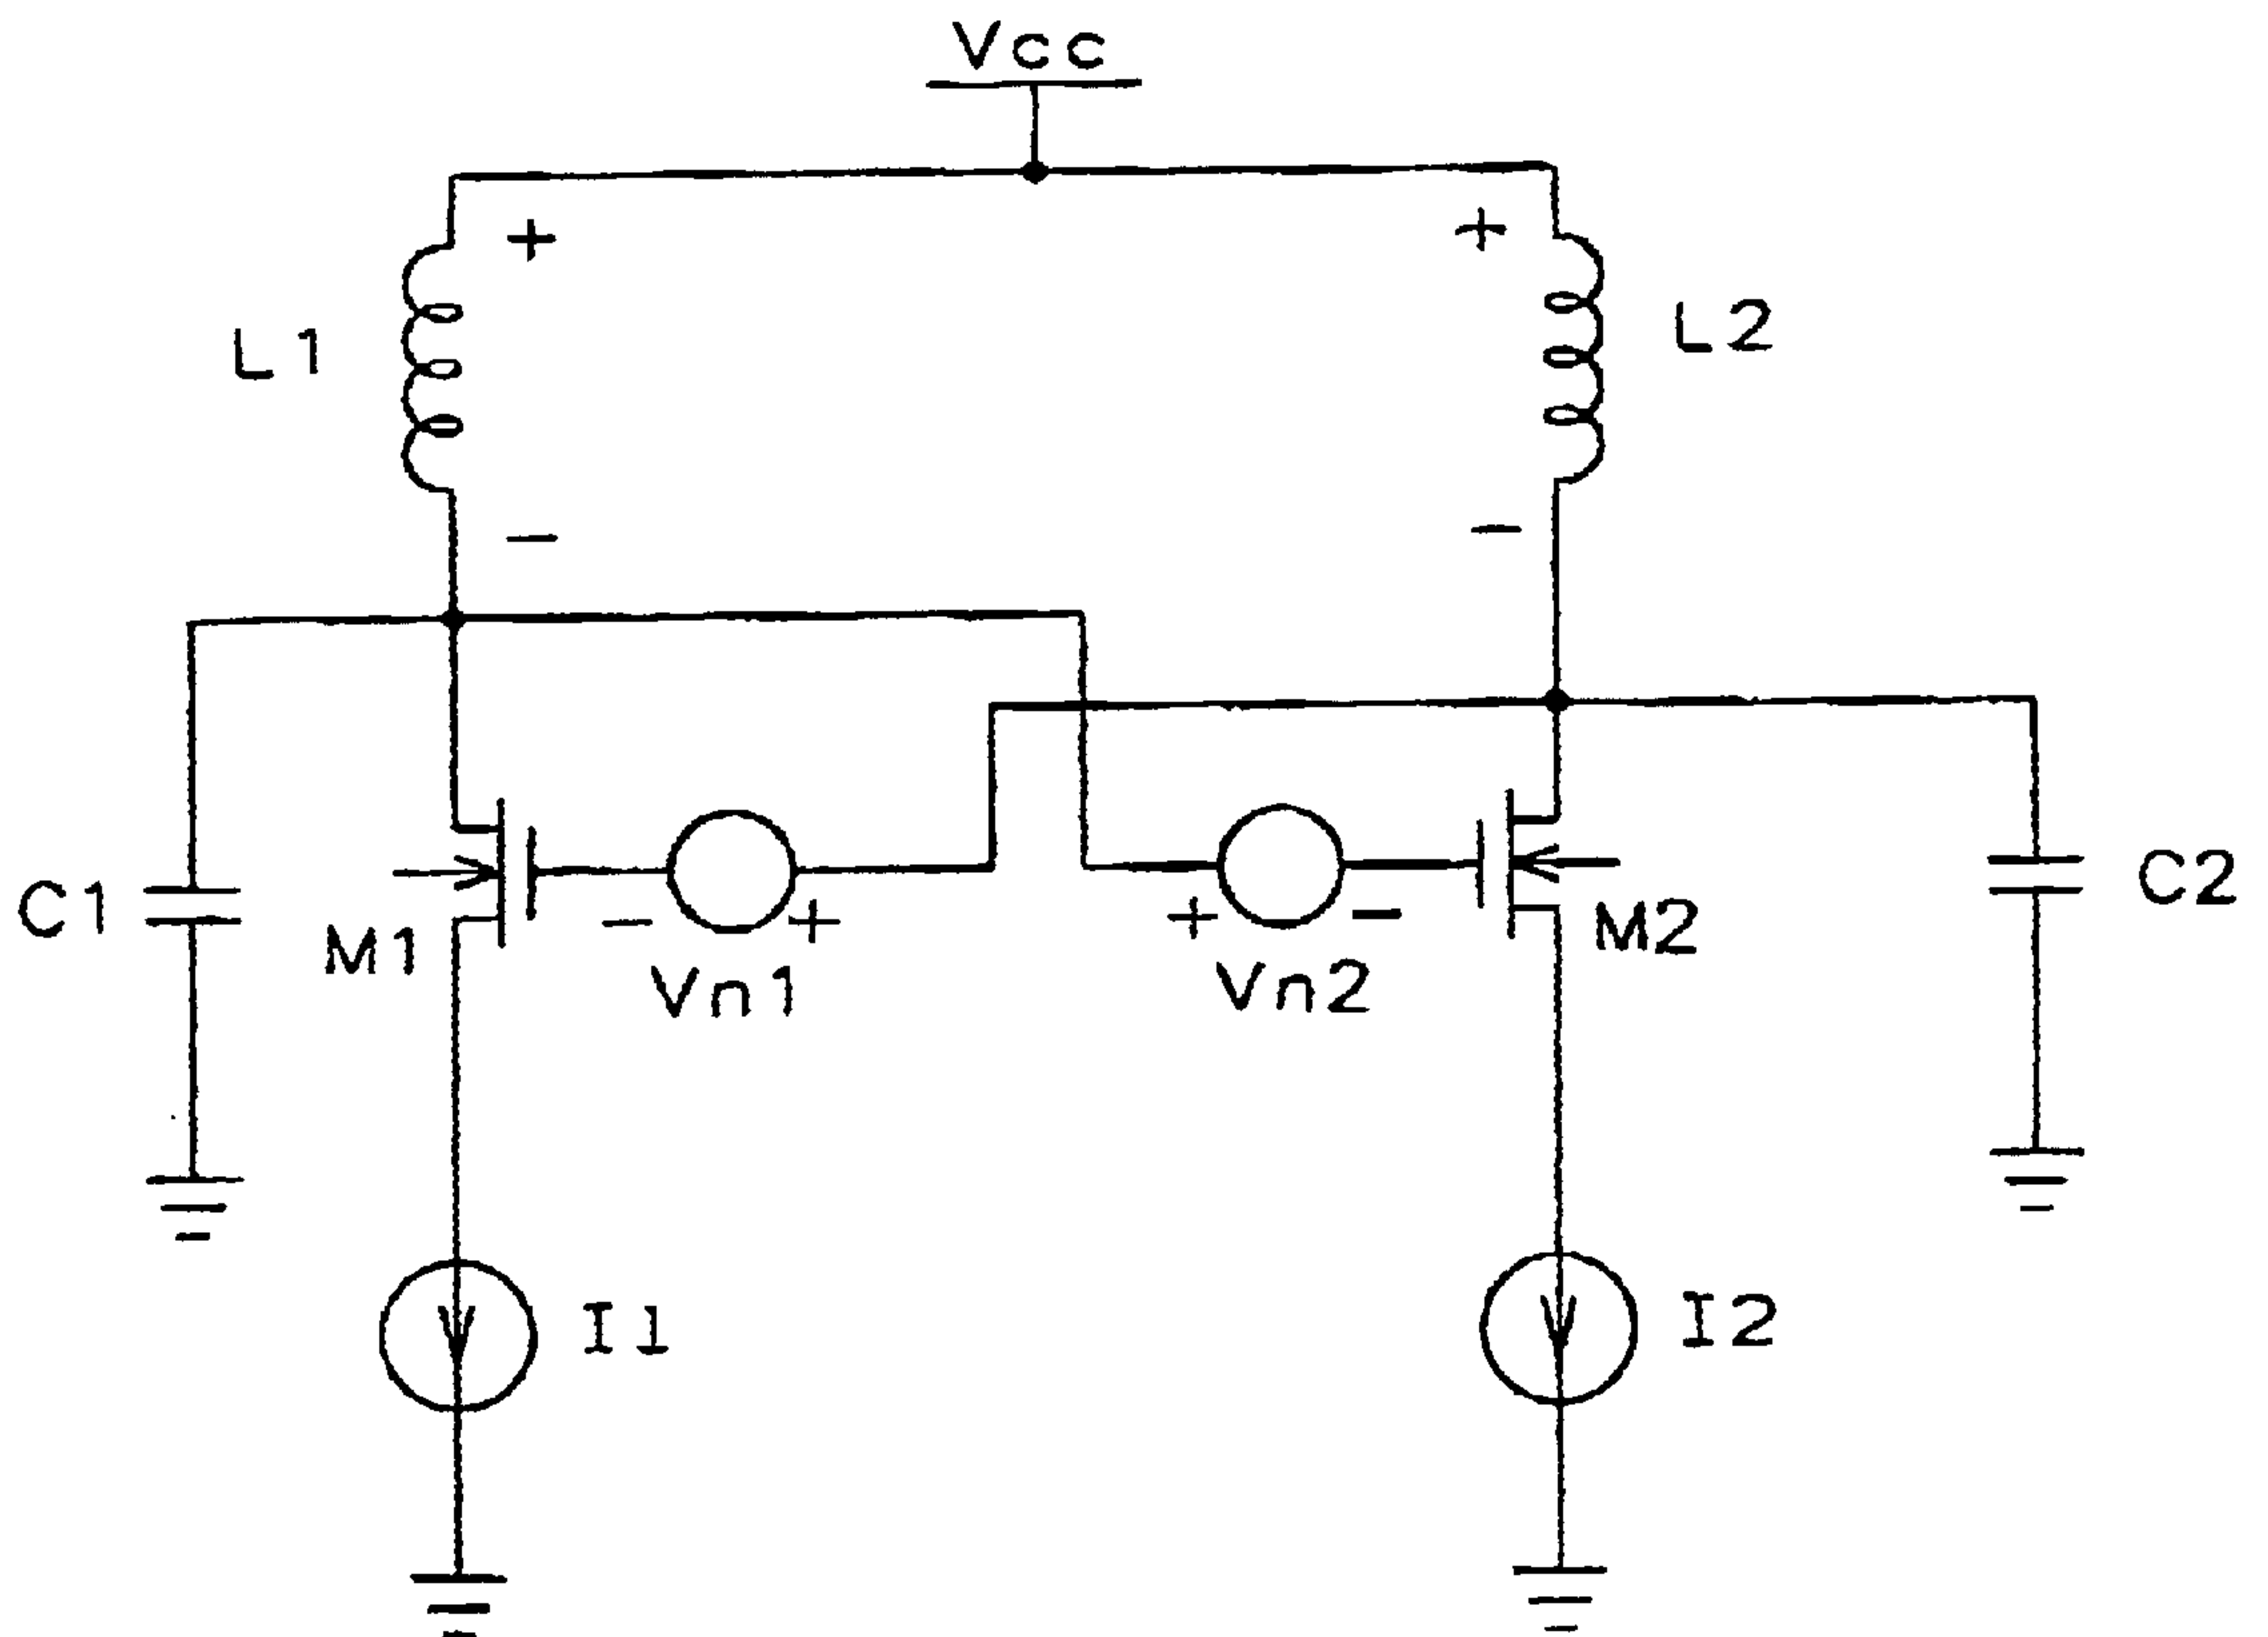 Vcc
+ +
L1 L2
- -
C1 M1 - + Vn1 + - Vn2 M2 C2
I1 I2